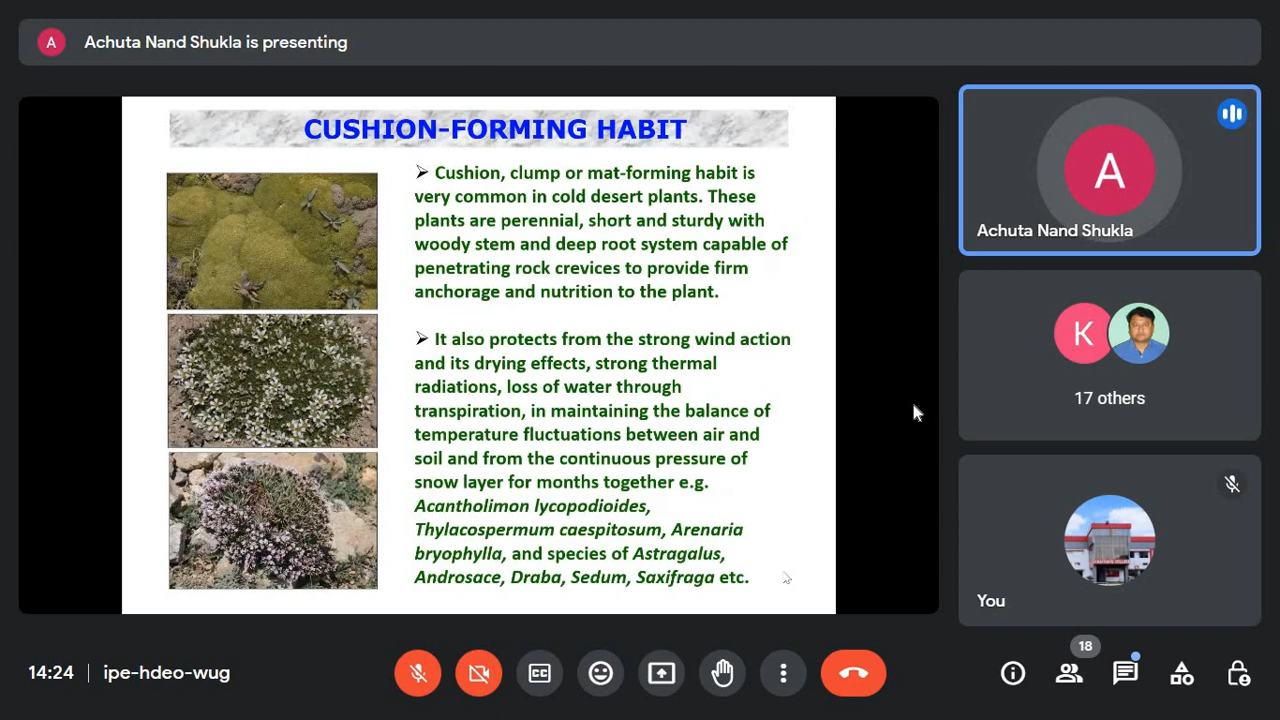 A Achuta Nand Shukla is presenting
CUSHION-FORMING HABIT
➢ Cushion, clump or mat-forming habit is
very common in cold desert plants. These
plants are perennial, short and sturdy with
woody stem and deep root system capable of
penetrating rock crevices to provide firm
anchorage and nutrition to the plant.
➢ It also protects from the strong wind action
and its drying effects, strong thermal
radiations, loss of water through
transpiration, in maintaining the balance of
temperature fluctuations between air and
soil and from the continuous pressure of
snow layer for months together e.g.
Acantholimon lycopodioides,
Thylacospermum caespitosum, Arenaria
bryophylla, and species of Astragalus,
Androsace, Draba, Sedum, Saxifraga etc.
A
Achuta Nand Shukla
K
17 others
You
14:24 | ipe-hdeo-wug
CC
18